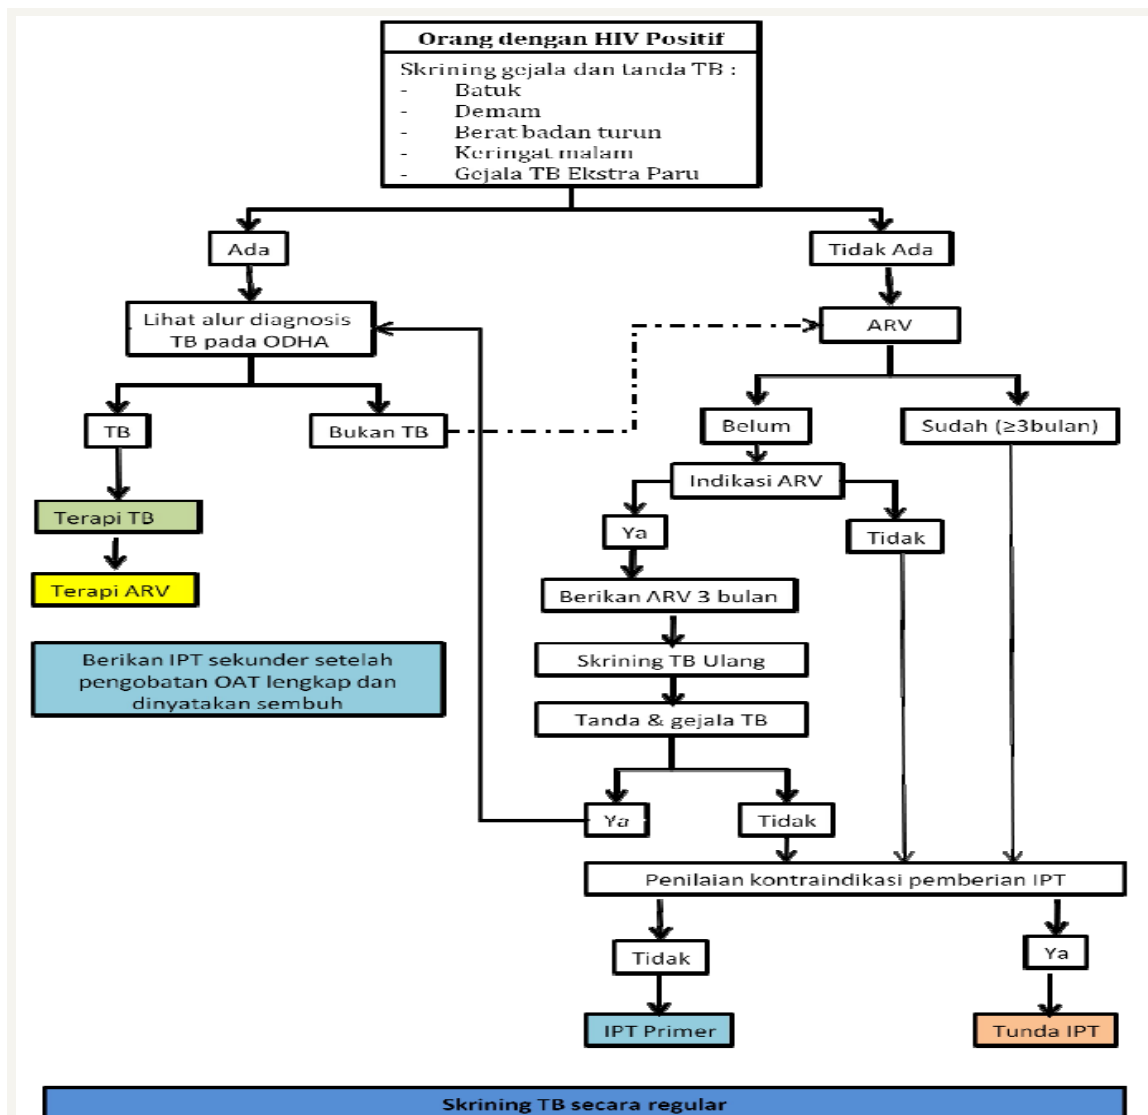 Orang dengan HIV Positif
Skrining gejala dan tanda TB :
- Batuk
- Demam
- Berat badan turun
- Keringat malam
- Gejala TB Ekstra Paru
Ada
Tidak Ada
Lihat alur diagnosis
TB pada ODHA
ARV
TB
Bukan TB
Belum
Sudah (≥3bulan)
Indikasi ARV
Terapi TB
Ya
Tidak
Terapi ARV
Berikan ARV 3 bulan
Berikan IPT sekunder setelah
pengobatan OAT lengkap dan
dinyatakan sembuh
Skrining TB Ulang
Tanda & gejala TB
Ya
Tidak
Penilaian kontraindikasi pemberian IPT
Tidak
Ya
IPT Primer
Tunda IPT
Skrining TB secara regular